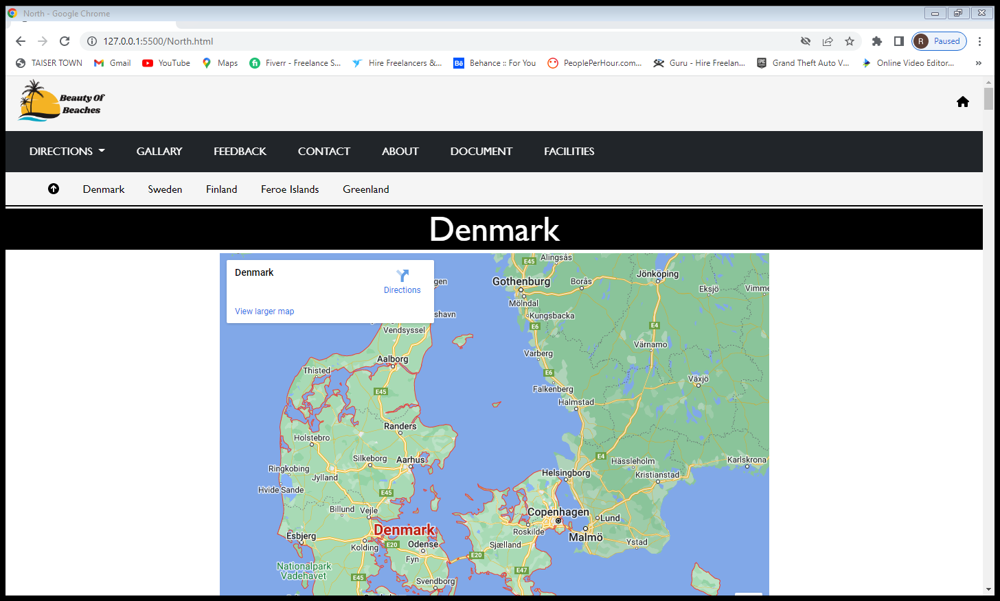 North - Google Chrome
127.0.0.1:5500/North.html
Paused
R
TAISER TOWN
Gmail
YouTube
Maps
Fiverr - Freelance S...
Hire Freelancers &...
Behance :: For You
PeoplePerHour.com...
Guru - Hire Freelan...
Grand Theft Auto V...
Online Video Editor...
»
Beauty Of
Beaches
DIRECTIONS
GALLARY
FEEDBACK
CONTACT
ABOUT
DOCUMENT
FACILITIES
Denmark
Sweden
Finland
Feroe Islands
Greenland
Denmark
Denmark
Directions
View larger map
gen
shavn
Vendsyssel
Aalborg
Thisted
E45
Randers
Holstebro
Silkeborg
Aarhus
Ringkobing
Jylland
Hvide Sande
E45
Billund
Vejle
Denmark
Esbjerg
Kolding
E20
Odense
Fyn
Nationalpark
Vadehavet
E45
Svendborg
E45
Alingsås
Gothenburg
Borås
Jönköping
Eksjö
Vimme
Mölndal
Kungsbacka
E6
E4
Värnamo
Varberg
E6
Växjö
Falkenberg
Halmstad
E4
Hässleholm
Karlskrona
Helsingborg
Kristianstad
Copenhagen
Lund
Roskilde
Malmö
Ystad
Sjælland
E20
E47